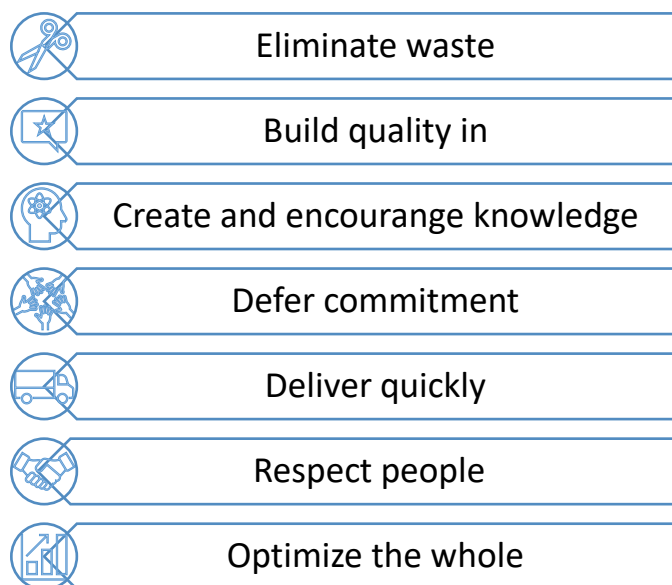 Eliminate waste
Build quality in
Create and encourange knowledge
Defer commitment
Deliver quickly
Respect people
Optimize the whole